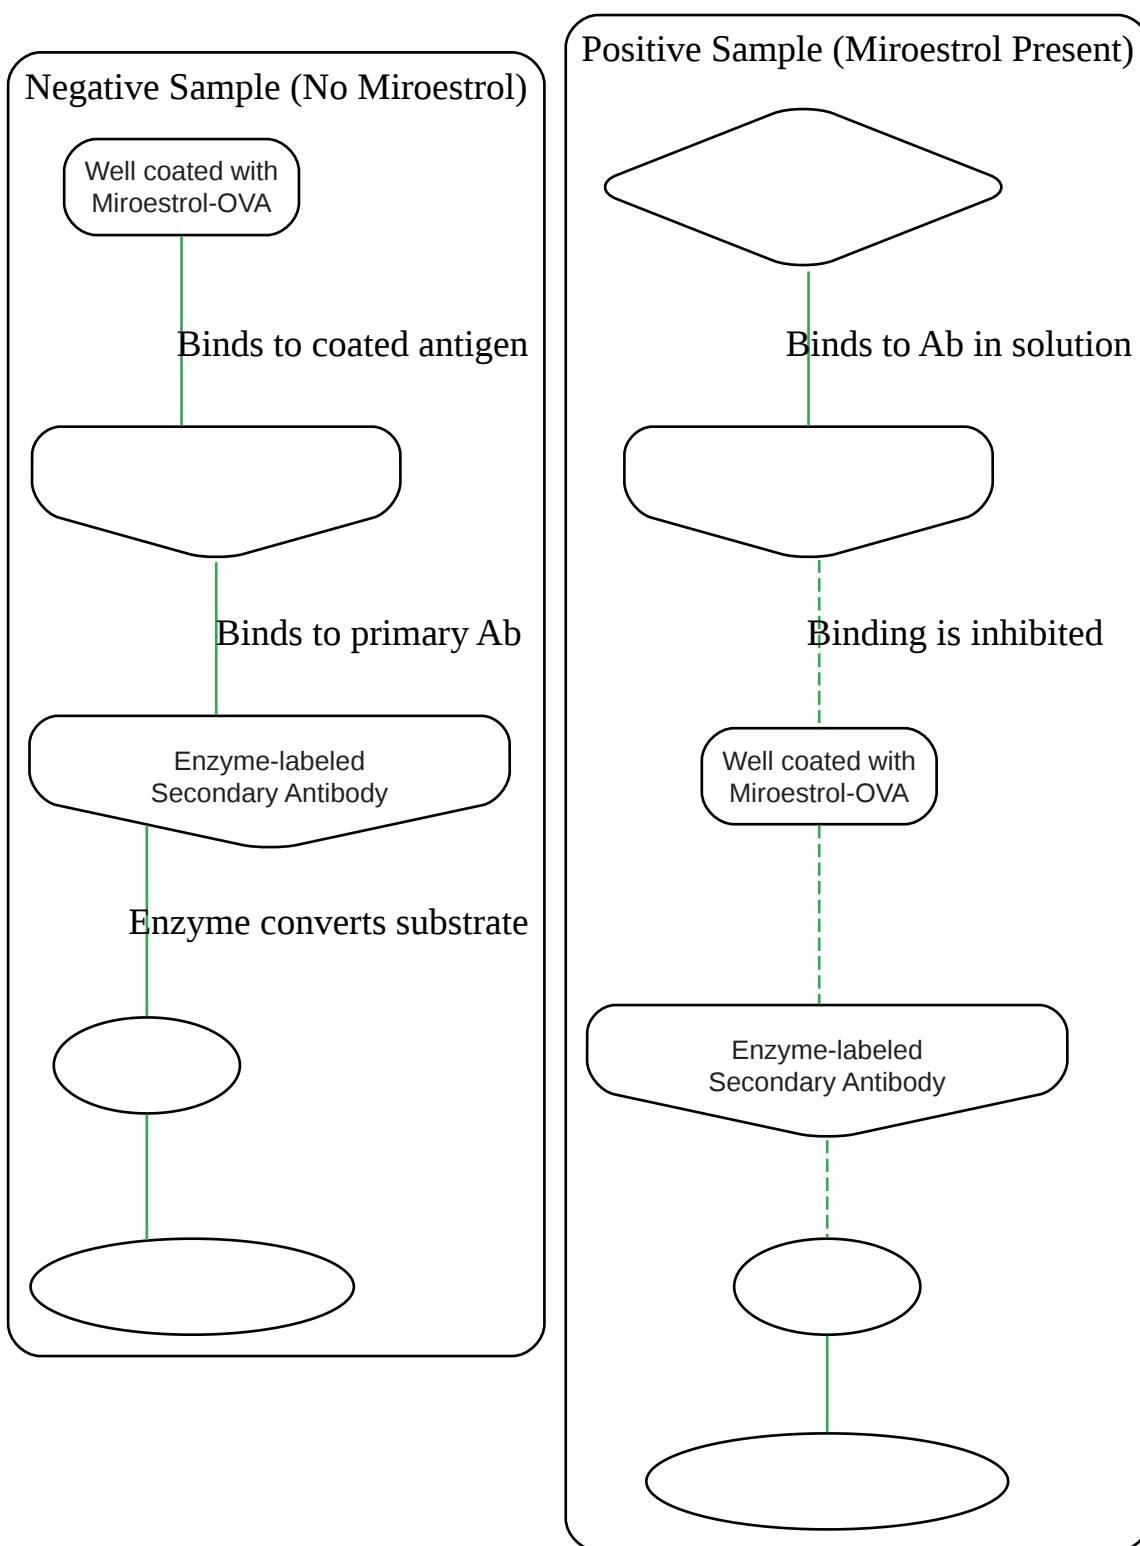 Negative Sample (No Miroestrol)
Well coated with
Miroestrol-OVA
Binds to coated antigen
Binds to primary Ab
Enzyme-labeled
Secondary Antibody
Enzyme converts substrate
Positive Sample (Miroestrol Present)
Binds to Ab in solution
Binding is inhibited
Well coated with
Miroestrol-OVA
Enzyme-labeled
Secondary Antibody